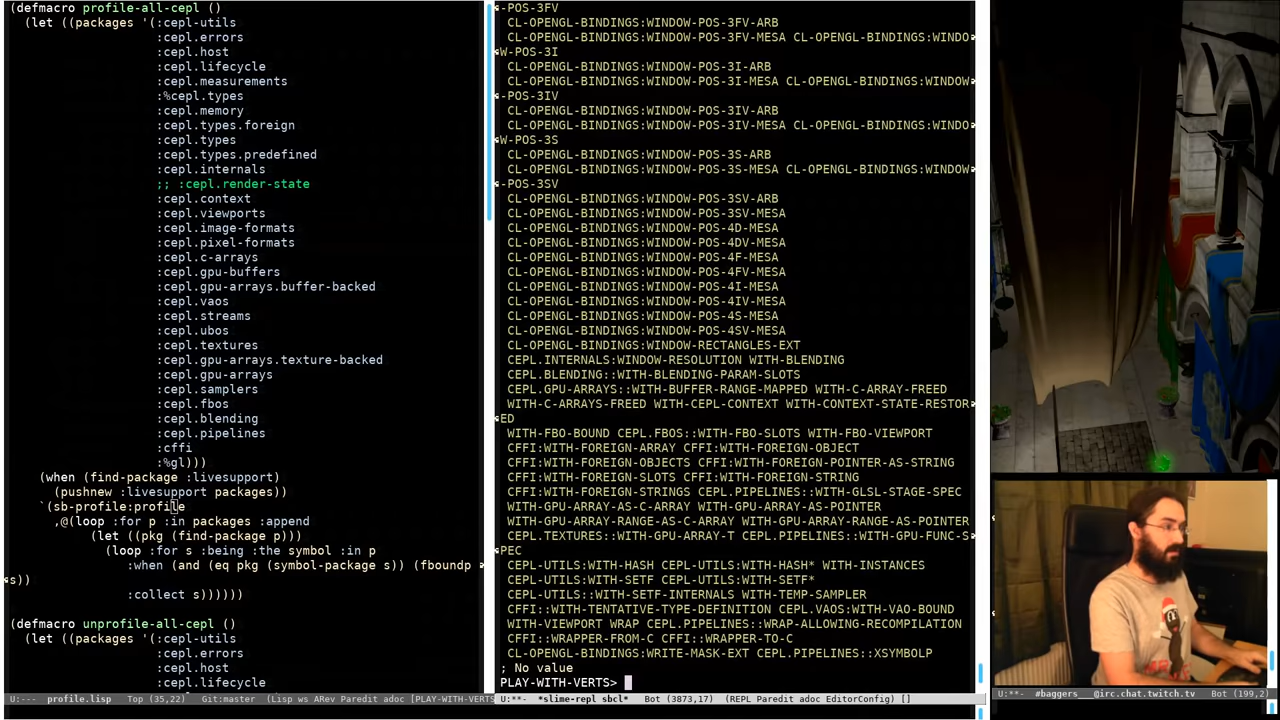 (defmacro profile-all-cepl ()
(let ((packages '(:cepl-utils
:cepl.errors
:cepl.host
:cepl.lifecycle
:cepl.measurements
:%cepl.types
:cepl.memory
:cepl.types.foreign
:cepl.types
:cepl.types.predefined
:cepl.internals
;; :cepl.render-state
:cepl.context
:cepl.viewports
:cepl.image-formats
:cepl.pixel-formats
:cepl.c-arrays
:cepl.gpu-buffers
:cepl.gpu-arrays.buffer-backed
:cepl.vaos
:cepl.streams
:cepl.ubos
:cepl.textures
:cepl.gpu-arrays.texture-backed
:cepl.gpu-arrays
:cepl.samplers
:cepl.fbos
:cepl.blending
:cepl.pipelines
:cffi
:%gl)))
(when (find-package :livesupport)
(pushnew :livesupport packages))
`(sb-profile:profile
,@(loop :for p :in packages :append
(let ((pkg (find-package p)))
(loop :for s :being :the symbol :in p
:when (and (eq pkg (symbol-package s)) (fboundp
s))
:collect s))))))
(defmacro unprofile-all-cepl ()
(let ((packages '(:cepl-utils
:cepl.errors
:cepl.host
:cepl.lifecycle
U:--- profile.lisp Top (35,22) Git:master (Lisp ws ARev Paredit adoc [PLAY-WITH-VERTS
-POS-3FV
CL-OPENGL-BINDINGS:WINDOW-POS-3FV-ARB
CL-OPENGL-BINDINGS:WINDOW-POS-3FV-MESA CL-OPENGL-BINDINGS:WINDO
W-POS-3I
CL-OPENGL-BINDINGS:WINDOW-POS-3I-ARB
CL-OPENGL-BINDINGS:WINDOW-POS-3I-MESA CL-OPENGL-BINDINGS:WINDOW
-POS-3IV
CL-OPENGL-BINDINGS:WINDOW-POS-3IV-ARB
CL-OPENGL-BINDINGS:WINDOW-POS-3IV-MESA CL-OPENGL-BINDINGS:WINDO
W-POS-3S
CL-OPENGL-BINDINGS:WINDOW-POS-3S-ARB
CL-OPENGL-BINDINGS:WINDOW-POS-3S-MESA CL-OPENGL-BINDINGS:WINDOW
-POS-3SV
CL-OPENGL-BINDINGS:WINDOW-POS-3SV-ARB
CL-OPENGL-BINDINGS:WINDOW-POS-3SV-MESA
CL-OPENGL-BINDINGS:WINDOW-POS-4D-MESA
CL-OPENGL-BINDINGS:WINDOW-POS-4DV-MESA
CL-OPENGL-BINDINGS:WINDOW-POS-4F-MESA
CL-OPENGL-BINDINGS:WINDOW-POS-4FV-MESA
CL-OPENGL-BINDINGS:WINDOW-POS-4I-MESA
CL-OPENGL-BINDINGS:WINDOW-POS-4IV-MESA
CL-OPENGL-BINDINGS:WINDOW-POS-4S-MESA
CL-OPENGL-BINDINGS:WINDOW-POS-4SV-MESA
CL-OPENGL-BINDINGS:WINDOW-RECTANGLES-EXT
CEPL.INTERNALS:WINDOW-RESOLUTION WITH-BLENDING
CEPL.BLENDING::WITH-BLENDING-PARAM-SLOTS
CEPL.GPU-ARRAYS::WITH-BUFFER-RANGE-MAPPED WITH-C-ARRAY-FREED
WITH-C-ARRAYS-FREED WITH-CEPL-CONTEXT WITH-CONTEXT-STATE-RESTOR
ED
WITH-FBO-BOUND CEPL.FBOS::WITH-FBO-SLOTS WITH-FBO-VIEWPORT
CFFI:WITH-FOREIGN-ARRAY CFFI:WITH-FOREIGN-OBJECT
CFFI:WITH-FOREIGN-OBJECTS CFFI:WITH-FOREIGN-POINTER-AS-STRING
CFFI:WITH-FOREIGN-SLOTS CFFI:WITH-FOREIGN-STRING
CFFI:WITH-FOREIGN-STRINGS CEPL.PIPELINES::WITH-GLSL-STAGE-SPEC
WITH-GPU-ARRAY-AS-C-ARRAY WITH-GPU-ARRAY-AS-POINTER
WITH-GPU-ARRAY-RANGE-AS-C-ARRAY WITH-GPU-ARRAY-RANGE-AS-POINTER
CEPL.TEXTURES::WITH-GPU-ARRAY-T CEPL.PIPELINES::WITH-GPU-FUNC-S
PEC
CEPL-UTILS:WITH-HASH CEPL-UTILS:WITH-HASH* WITH-INSTANCES
CEPL-UTILS:WITH-SETF CEPL-UTILS:WITH-SETF*
CEPL-UTILS::WITH-SETF-INTERNALS WITH-TEMP-SAMPLER
CFFI::WITH-TENTATIVE-TYPE-DEFINITION CEPL.VAOS:WITH-VAO-BOUND
WITH-VIEWPORT WRAP CEPL.PIPELINES::WRAP-ALLOWING-RECOMPILATION
CFFI::WRAPPER-FROM-C CFFI::WRAPPER-TO-C
CL-OPENGL-BINDINGS:WRITE-MASK-EXT CEPL.PIPELINES::XSYMBOLP
; No value
PLAY-WITH-VERTS>
U:**- *slime-repl sbcl* Bot (3873,17) (REPL Paredit adoc EditorConfig) []
U:**- #baggers__@irc.chat.twitch.tv Bot (199,2)